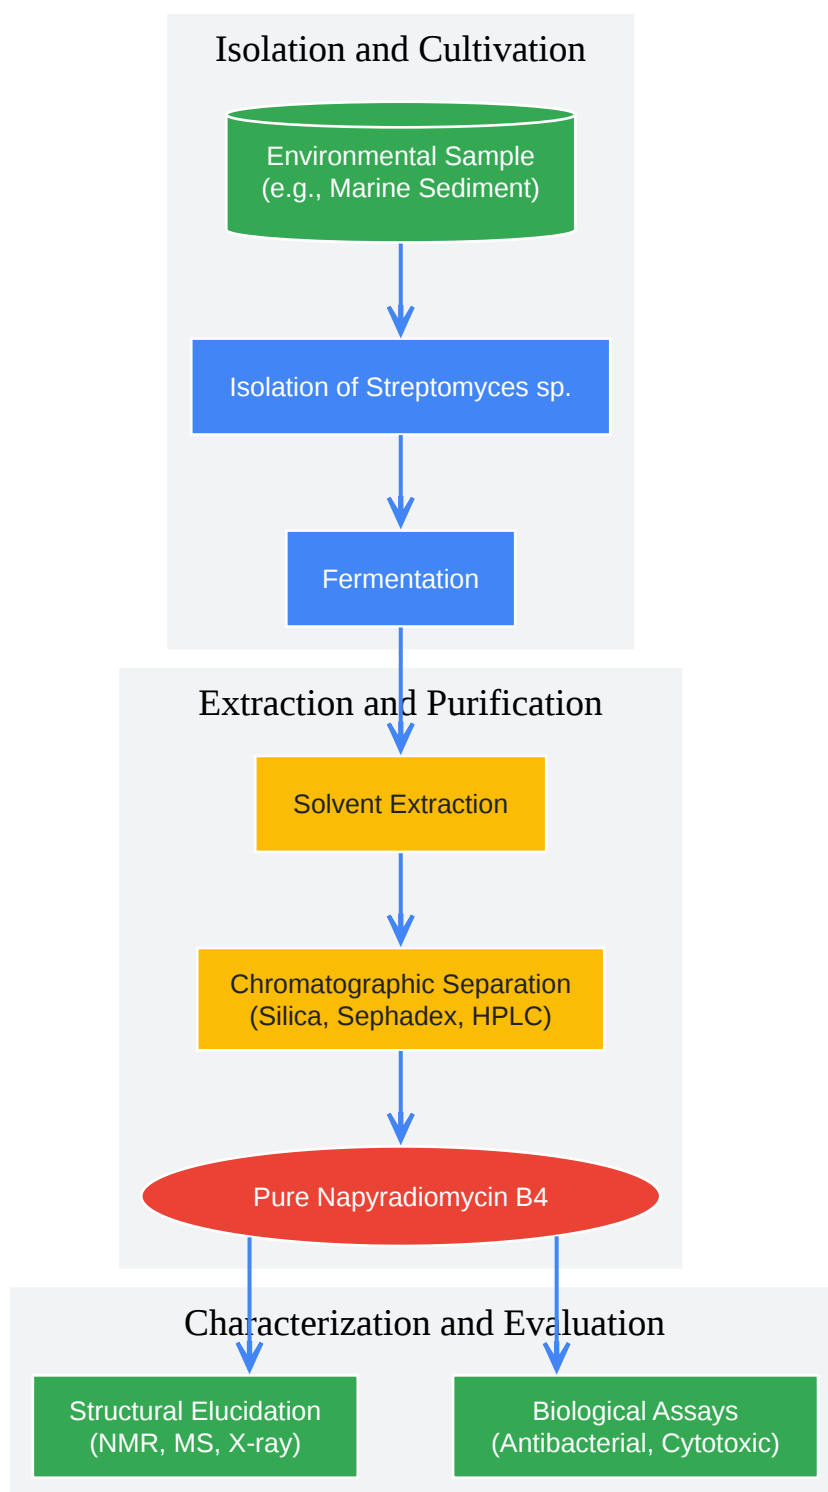 Isolation and Cultivation
Environmental Sample
(e.g., Marine Sediment)
Isolation of Streptomyces sp.
Fermentation
Extraction and Purification
Solvent Extraction
Chromatographic Separation
(Silica, Sephadex, HPLC)
Pure Napyradiomycin B4
Characterization and Evaluation
Structural Elucidation
(NMR, MS, X-ray)
Biological Assays
(Antibacterial, Cytotoxic)